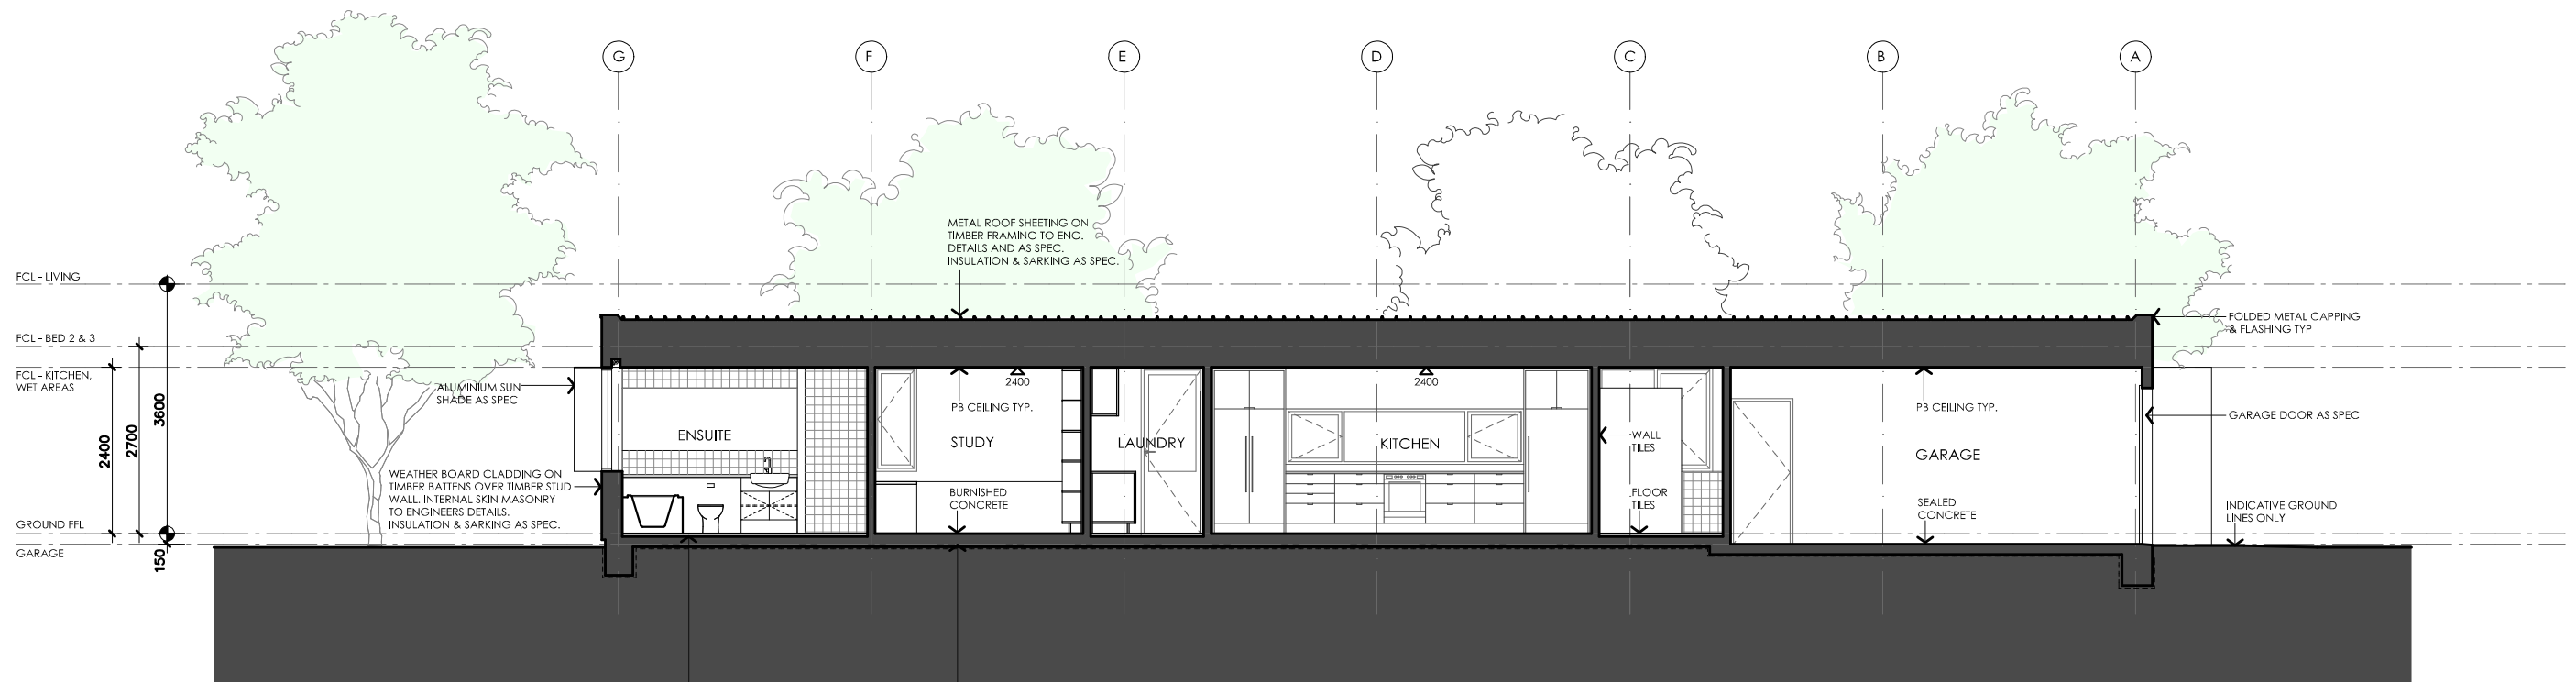 G
F
E
D
C
B
A
METAL ROOF SHEETING ON
TIMBER FRAMING TO ENG.
DETAILS AND AS SPEC.
INSULATION & SARKING AS SPEC.
FCL - LIVING
FOLDED METAL CAPPING
& FLASHING TYP
FCL - BED 2 & 3
FCL - KITCHEN,
WET AREAS
ALUMINIUM SUN
SHADE AS SPEC
2400
2400
PB CEILING TYP.
PB CEILING TYP.
GARAGE DOOR AS SPEC
3600
2700
2400
ENSUITE
STUDY
LAUNDRY
KITCHEN
WALL
TILES
GARAGE
WEATHER BOARD CLADDING ON
TIMBER BATTENS OVER TIMBER STUD
WALL. INTERNAL SKIN MASONRY
TO ENGINEERS DETAILS.
INSULATION & SARKING AS SPEC.
BURNISHED
CONCRETE
FLOOR
TILES
SEALED
CONCRETE
INDICATIVE GROUND
LINES ONLY
GROUND FFL
GARAGE
150